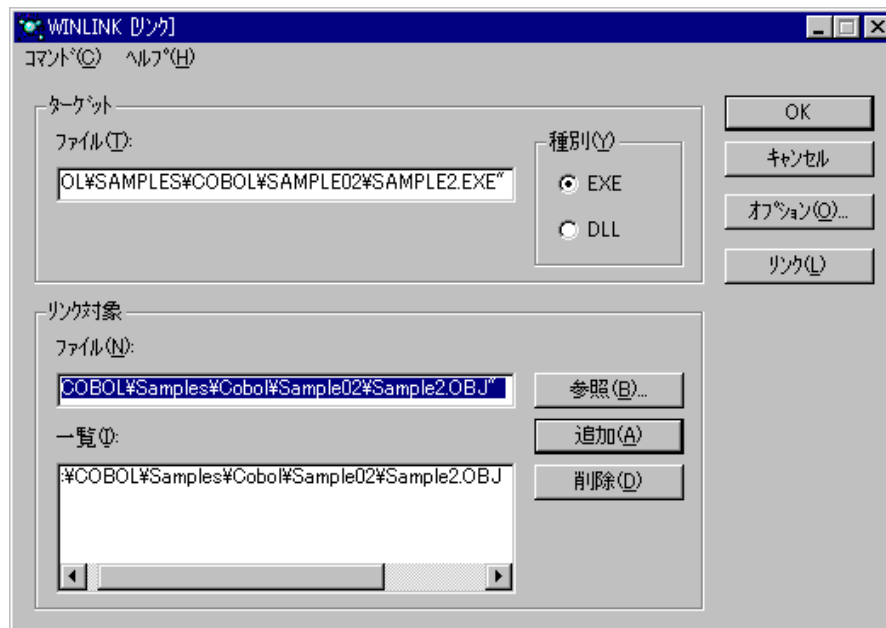 WINLINK [リンク]
コマンド(C) ヘルプ(H)
ターゲット
ファイル(T):
OL¥SAMPLES¥COBOL¥SAMPLE02¥SAMPLE2.EXE"
種別(Y)
EXE
DLL
OK
キャンセル
オプション(O)...
リンク(L)
リンク対象
ファイル(N):
COBOL¥Samples¥Cobol¥Sample02¥Sample2.OBJ"
参照(B)...
一覧(I):
追加(A)
:¥COBOL¥Samples¥Cobol¥Sample02¥Sample2.OBJ
削除(D)